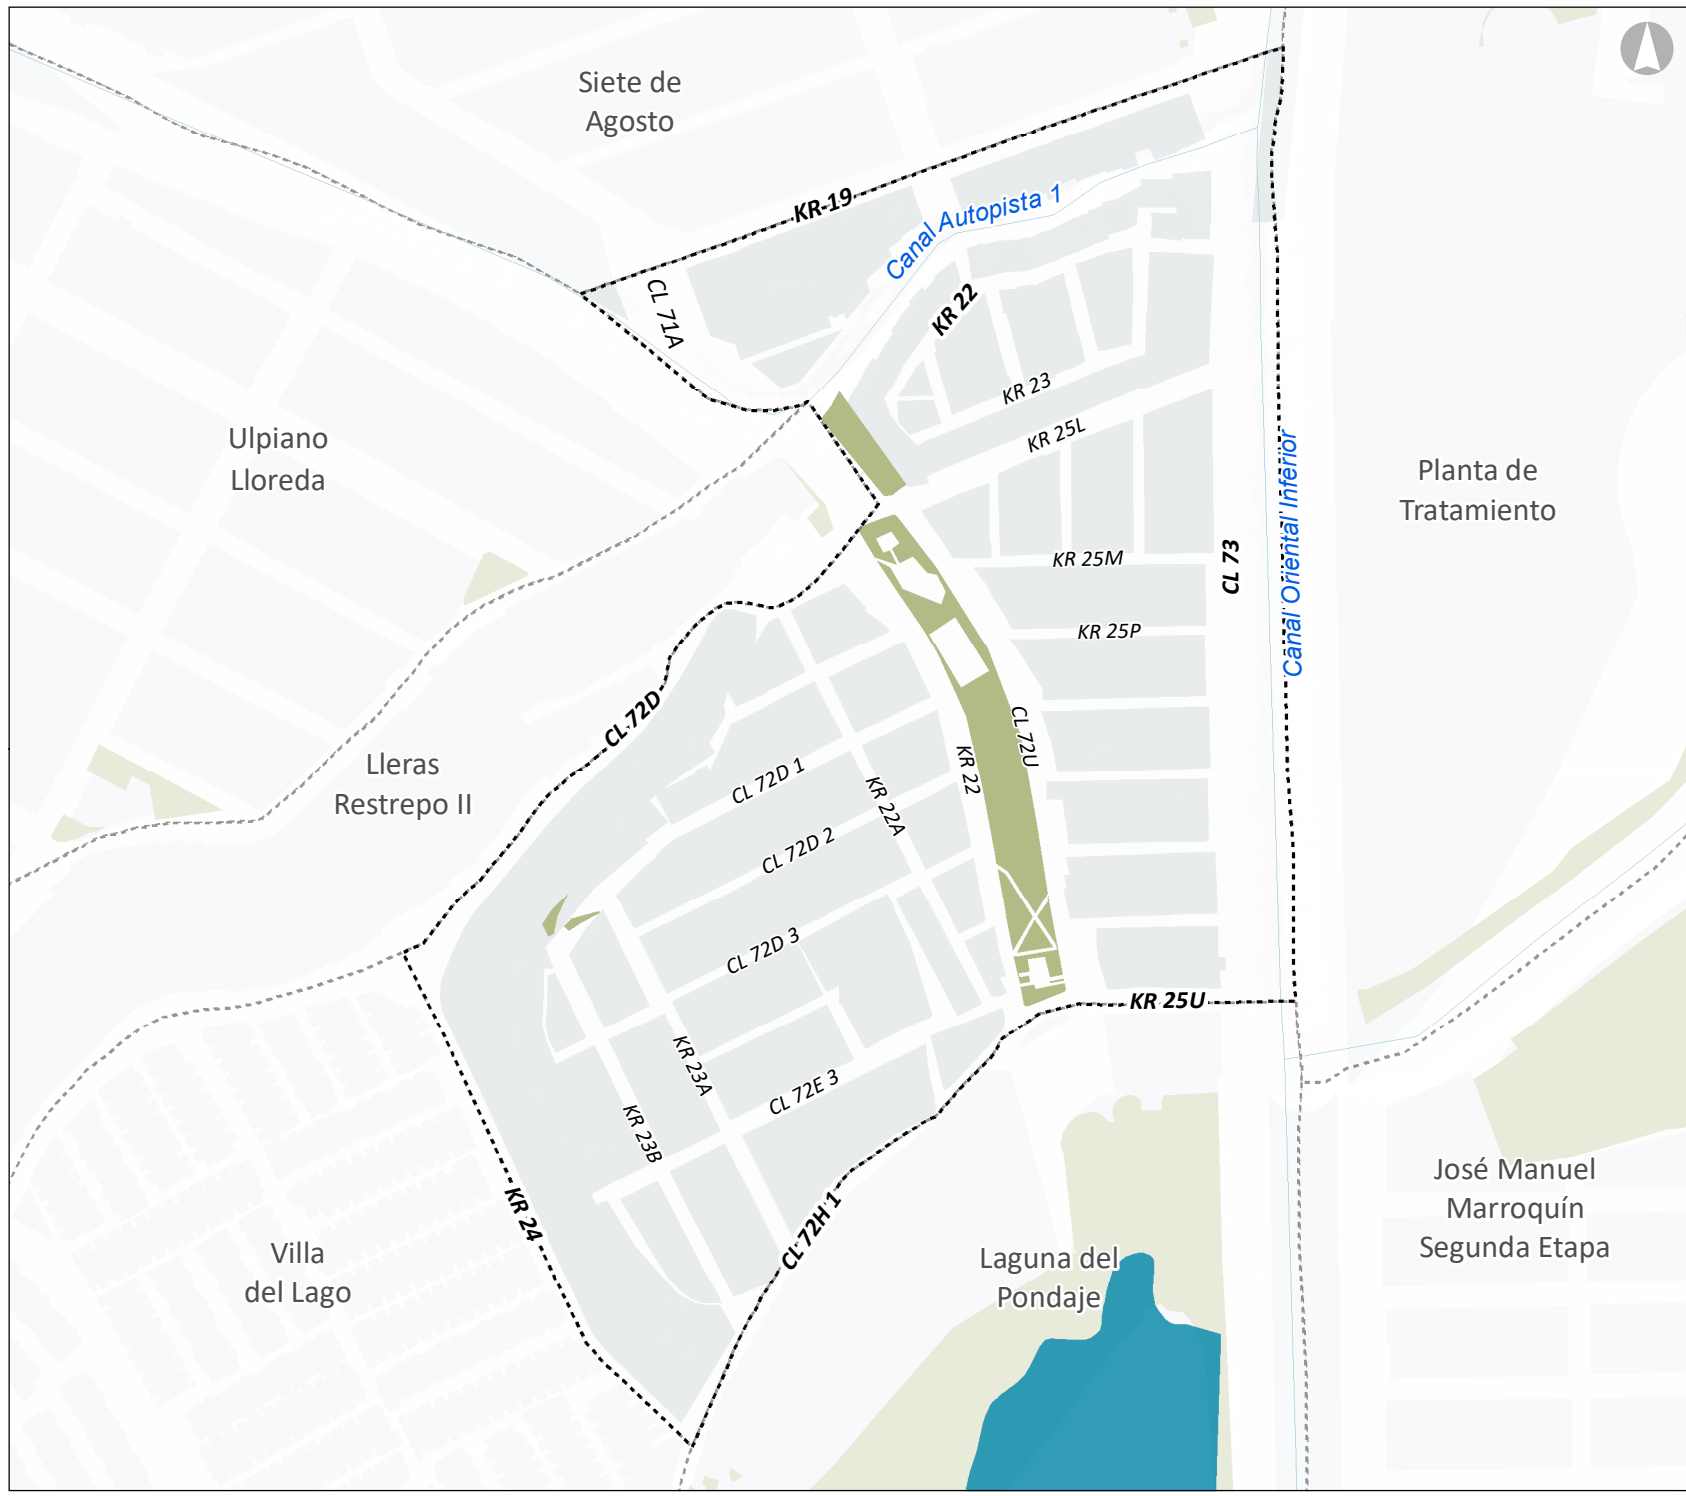 Siete de
Agosto
KR 19
Canal Autopista 1
CL 71A
KR 22
KR 23
KR 25L
Ulpiano
Lloreda
Planta de
Tratamiento
Canal Oriental Inferior
CL 73
KR 25M
KR 25P
CL 72D
CL 72U
KR 22
Lleras
Restrepo II
CL 72D 1
KR 22A
CL 72D 2
CL 72D 3
KR 25U
KR 23A
CL 72E 3
KR 23B
José Manuel
Marroquín
Segunda Etapa
KR 24
CL 72H 1
Villa
del Lago
Laguna del
Pondaje